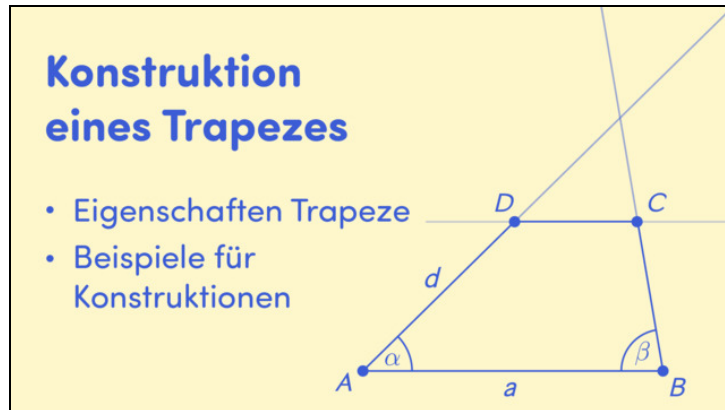 Konstruktion
eines Trapezes
• Eigenschaften Trapeze
• Beispiele für
Konstruktionen
D
C
d
α
β
A
a
B